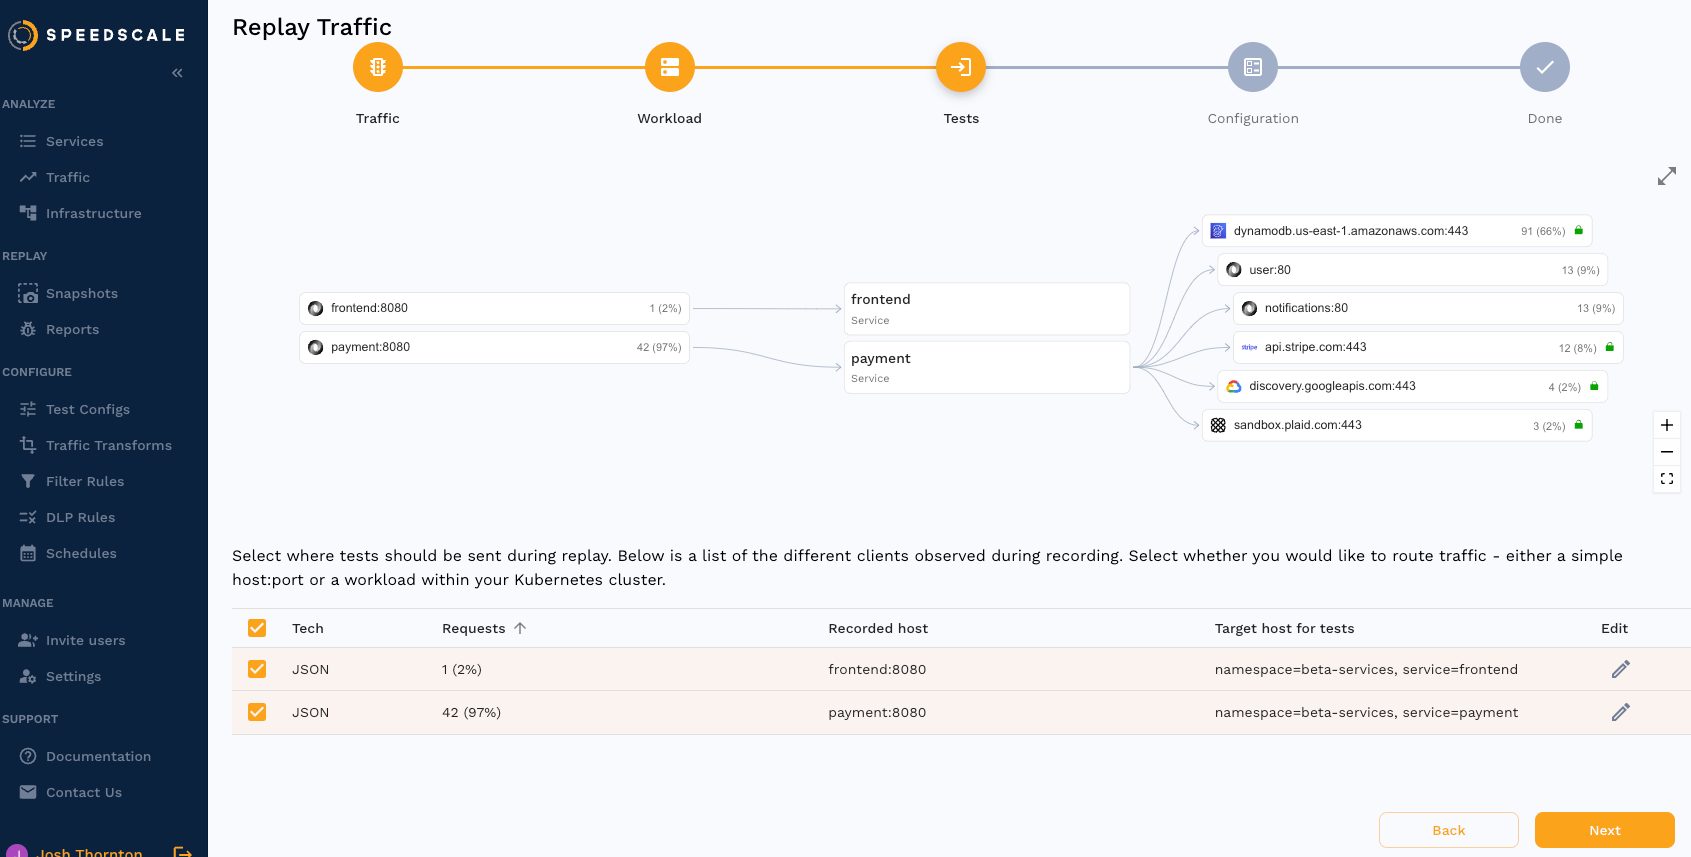 SPEEDSCALE
ANALYZE
Services
Traffic
Infrastructure
REPLAY
Snapshots
Reports
CONFIGURE
Test Configs
Traffic Transforms
Filter Rules
DLP Rules
Schedules
MANAGE
Invite users
Settings
SUPPORT
Documentation
Contact Us
J Josh Thornton
Replay Traffic
Traffic
Workload
Tests
Configuration
Done
frontend:8080 1 (2%)
payment:8080 42 (97%)
frontend
Service
payment
Service
dynamodb.us-east-1.amazonaws.com:443 91 (66%)
user:80 13 (9%)
notifications:80 13 (9%)
stripe api.stripe.com:443 12 (8%)
discovery.googleapis.com:443 4 (2%)
sandbox.plaid.com:443 3 (2%)
Select where tests should be sent during replay. Below is a list of the different clients observed during recording. Select whether you would like to route traffic - either a simple
host:port or a workload within your Kubernetes cluster.
Tech Requests Recorded host Target host for tests Edit
JSON 1 (2%) frontend:8080 namespace=beta-services, service=frontend
JSON 42 (97%) payment:8080 namespace=beta-services, service=payment
Back Next